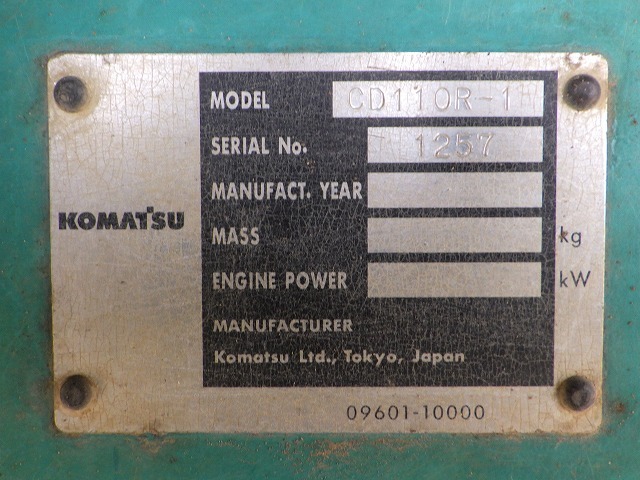 KOMATSU
MODEL CD110R-1
SERIAL No. 1257
MANUFACT. YEAR
MASS kg
ENGINE POWER kW
MANUFACTURER
Komatsu Ltd., Tokyo, Japan
09601-10000